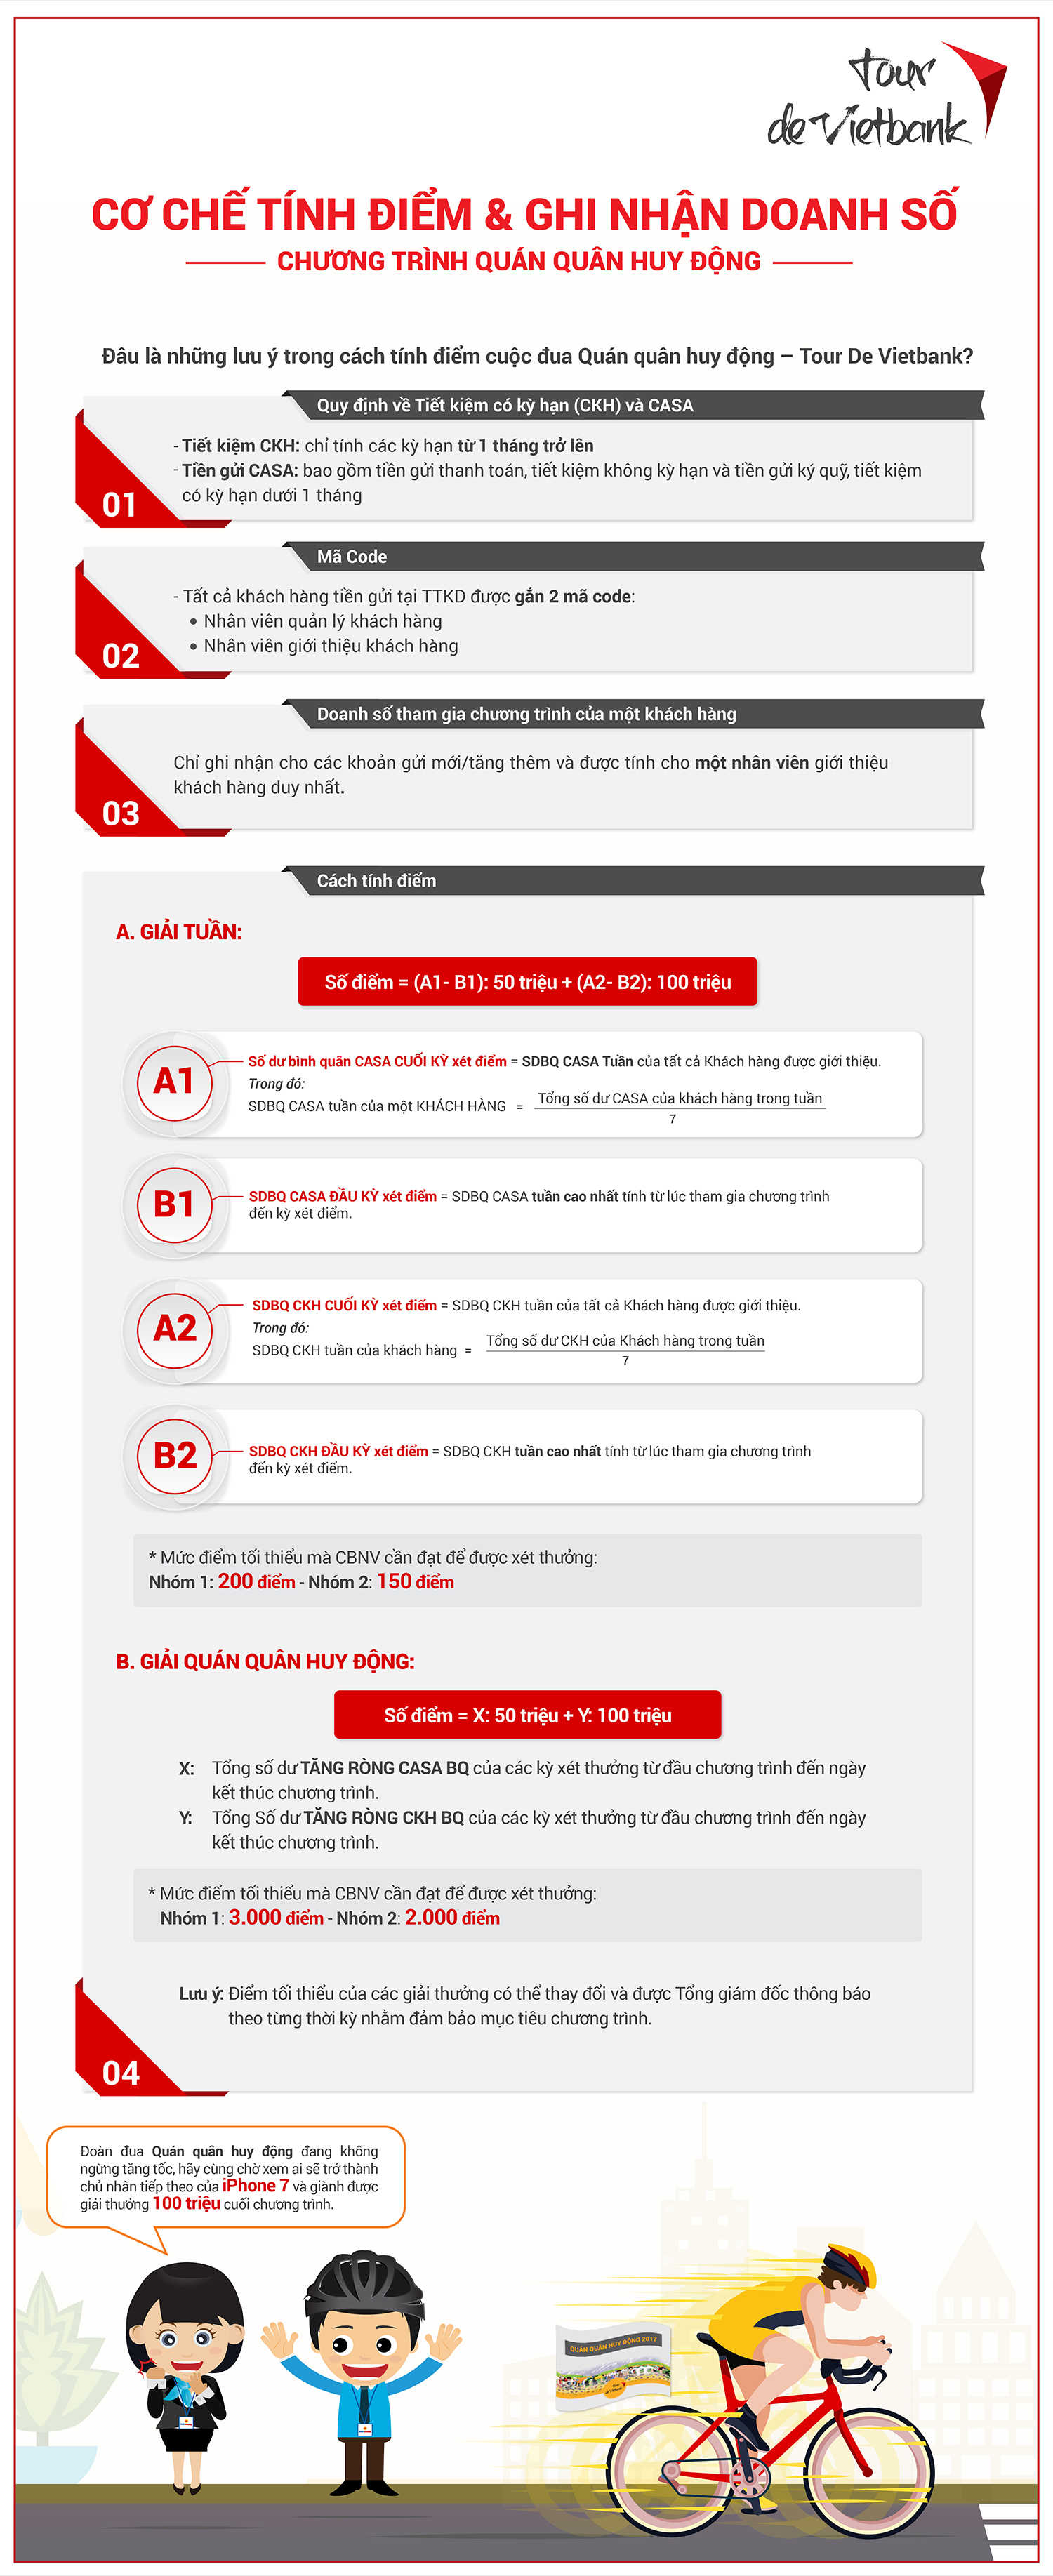 tour
de Vietbank
CƠ CHẾ TÍNH ĐIỂM & GHI NHẬN DOANH SỐ
CHƯƠNG TRÌNH QUÁN QUÂN HUY ĐỘNG
Đâu là những lưu ý trong cách tính điểm cuộc đua Quán quân huy động – Tour De Vietbank?
Quy định về Tiết kiệm có kỳ hạn (CKH) và CASA
- Tiết kiệm CKH: chỉ tính các kỳ hạn từ 1 tháng trở lên
- Tiền gửi CASA: bao gồm tiền gửi thanh toán, tiết kiệm không kỳ hạn và tiền gửi ký quỹ, tiết kiệm
có kỳ hạn dưới 1 tháng
01
Mã Code
- Tất cả khách hàng tiền gửi tại TTKD được gắn 2 mã code:
• Nhân viên quản lý khách hàng
• Nhân viên giới thiệu khách hàng
02
Doanh số tham gia chương trình của một khách hàng
Chỉ ghi nhận cho các khoản gửi mới/tăng thêm và được tính cho một nhân viên giới thiệu
khách hàng duy nhất.
03
Cách tính điểm
A. GIẢI TUẦN:
Số điểm = (A1- B1): 50 triệu + (A2- B2): 100 triệu
A1
Số dư bình quân CASA CUỐI KỲ xét điểm = SDBQ CASA Tuần của tất cả Khách hàng được giới thiệu.
Trong đó:
SDBQ CASA tuần của một KHÁCH HÀNG = Tổng số dư CASA của khách hàng trong tuần
7
B1
SDBQ CASA ĐẦU KỲ xét điểm = SDBQ CASA tuần cao nhất tính từ lúc tham gia chương trình
đến kỳ xét điểm.
A2
SDBQ CKH CUỐI KỲ xét điểm = SDBQ CKH tuần của tất cả Khách hàng được giới thiệu.
Trong đó:
SDBQ CKH tuần của khách hàng = Tổng số dư CKH của Khách hàng trong tuần
7
B2
SDBQ CKH ĐẦU KỲ xét điểm = SDBQ CKH tuần cao nhất tính từ lúc tham gia chương trình
đến kỳ xét điểm.
* Mức điểm tối thiểu mà CBNV cần đạt để được xét thưởng:
Nhóm 1: 200 điểm - Nhóm 2: 150 điểm
B. GIẢI QUÁN QUÂN HUY ĐỘNG:
Số điểm = X: 50 triệu + Y: 100 triệu
X: Tổng số dư TĂNG RÒNG CASA BQ của các kỳ xét thưởng từ đầu chương trình đến ngày
kết thúc chương trình.
Y: Tổng Số dư TĂNG RÒNG CKH BQ của các kỳ xét thưởng từ đầu chương trình đến ngày
kết thúc chương trình.
* Mức điểm tối thiểu mà CBNV cần đạt để được xét thưởng:
Nhóm 1: 3.000 điểm - Nhóm 2: 2.000 điểm
Lưu ý: Điểm tối thiểu của các giải thưởng có thể thay đổi và được Tổng giám đốc thông báo
theo từng thời kỳ nhằm đảm bảo mục tiêu chương trình.
04
Đoàn đua Quán quân huy động đang không
ngừng tăng tốc, hãy cùng chờ xem ai sẽ trở thành
chủ nhân tiếp theo của iPhone 7 và giành được
giải thưởng 100 triệu cuối chương trình.
QUÁN QUÂN HUY ĐỘNG 2017